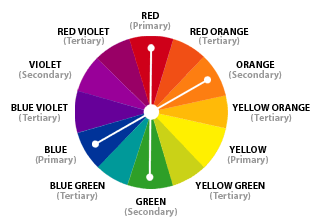 RED
(Primary)
RED VIOLET
(Tertiary)
RED ORANGE
(Tertiary)
VIOLET
(Secondary)
ORANGE
(Secondary)
BLUE VIOLET
(Tertiary)
YELLOW ORANGE
(Tertiary)
BLUE
(Primary)
YELLOW
(Primary)
BLUE GREEN
(Tertiary)
YELLOW GREEN
(Tertiary)
GREEN
(Secondary)